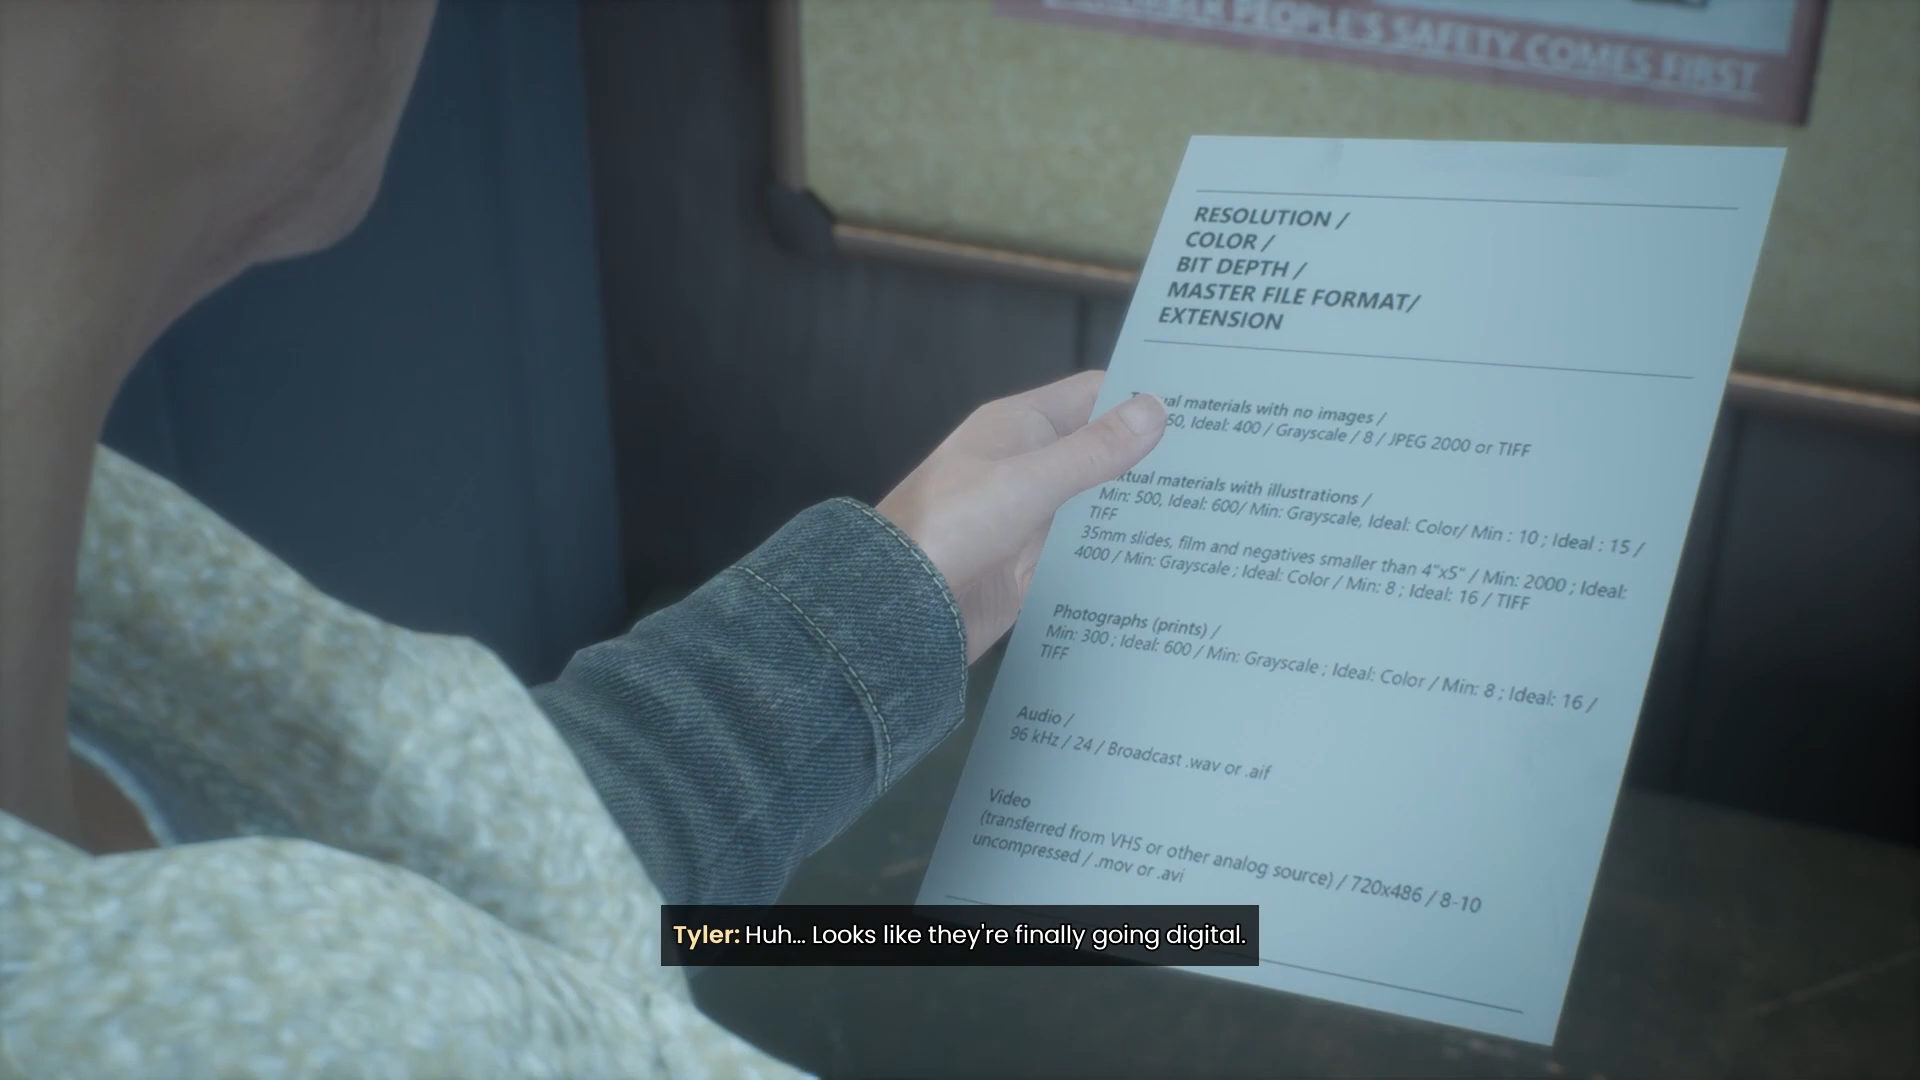 PEOPLE'S SAFETY COMES FIRST
RESOLUTION /
COLOR /
BIT DEPTH /
MASTER FILE FORMAT/
EXTENSION
materials with no images /
50, Ideal: 400 / Grayscale / 8 / JPEG 2000 or TIFF
materials with illustrations /
Min: 500, Ideal: 600/ Min: Grayscale, Ideal: Color/ Min : 10 ; Ideal : 15 /
TIFF
35mm slides, film and negatives smaller than 4"x5" / Min: 2000 ; Ideal:
4000 / Min: Grayscale ; Ideal: Color / Min: 8 ; Ideal: 16 / TIFF
Photographs (prints) /
Min: 300 ; Ideal: 600 / Min: Grayscale ; Ideal: Color / Min: 8 ; Ideal: 16 /
TIFF
Audio /
96 kHz / 24 / Broadcast .wav or .aif
Video
(transferred from VHS or other analog source) / 720x486 / 8-10
uncompressed / .mov or .avi
Tyler: Huh... Looks like they're finally going digital.